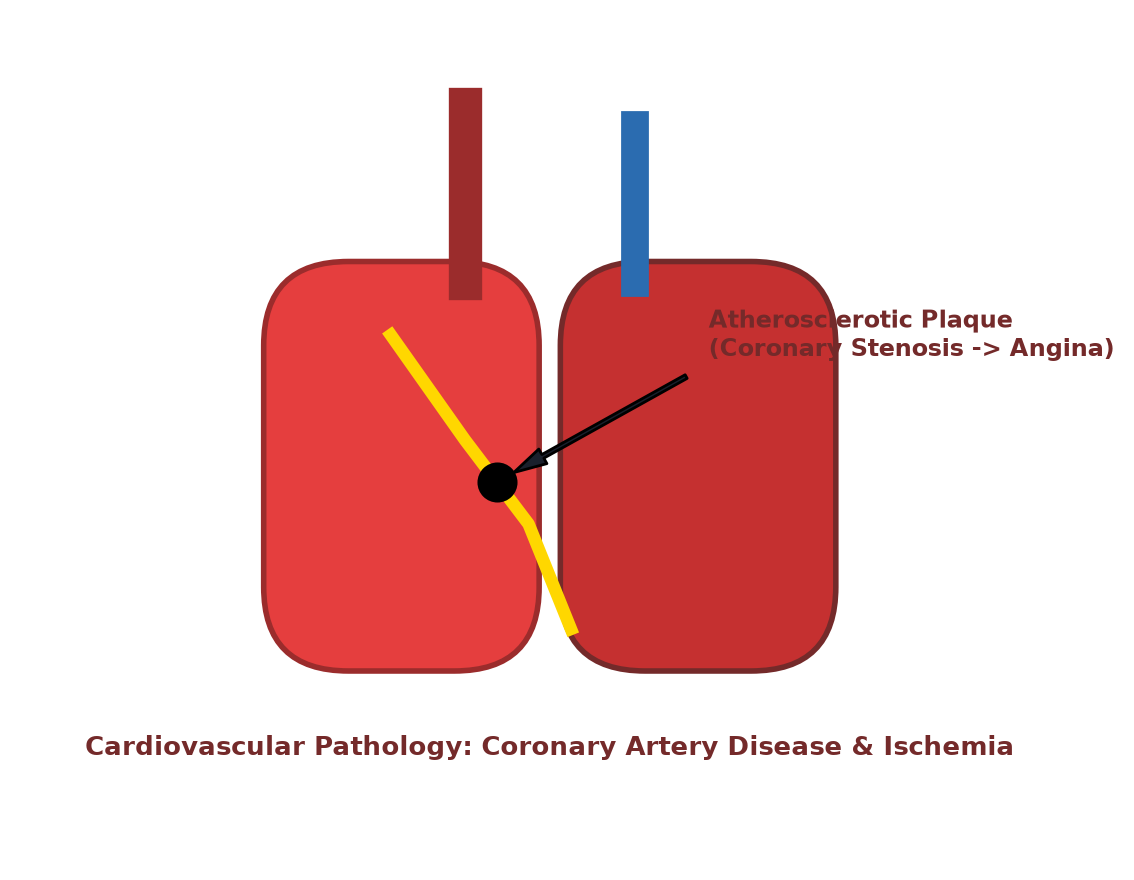 Atherosclerotic Plaque
(Coronary Stenosis -> Angina)
Cardiovascular Pathology: Coronary Artery Disease & Ischemia